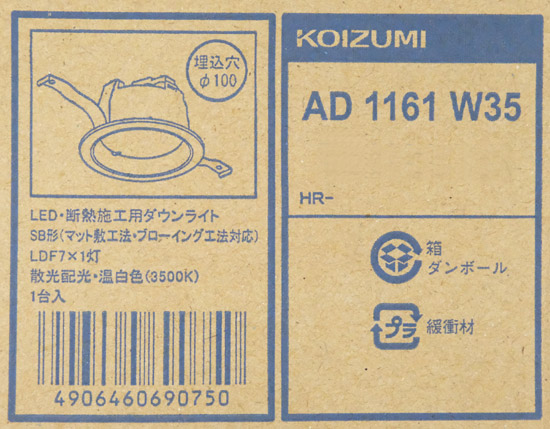 埋込穴
φ100
LED・断熱施工用ダウンライト
SB形(マット敷工法・ブローイング工法対応)
LDF7×1灯
散光配光・温白色(3500K)
1台入
4906460690750
KOIZUMI
AD 1161 W35
HR-
箱
ダンボール
プラ
緩衝材